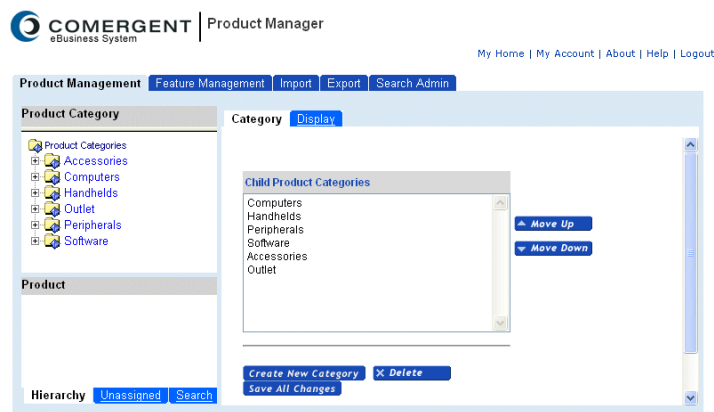 COMERGENT
eBusiness System
Product Manager
My Home | My Account | About | Help | Logout
Product Management Feature Management Import Export Search Admin
Product Category
Product Categories
Accessories
Computers
Handhelds
Outlet
Peripherals
Software
Product
Hierarchy Unassigned Search
Category Display
Child Product Categories
Computers
Handhelds
Peripherals
Software
Accessories
Outlet
Move Up
Move Down
Create New Category X Delete
Save All Changes